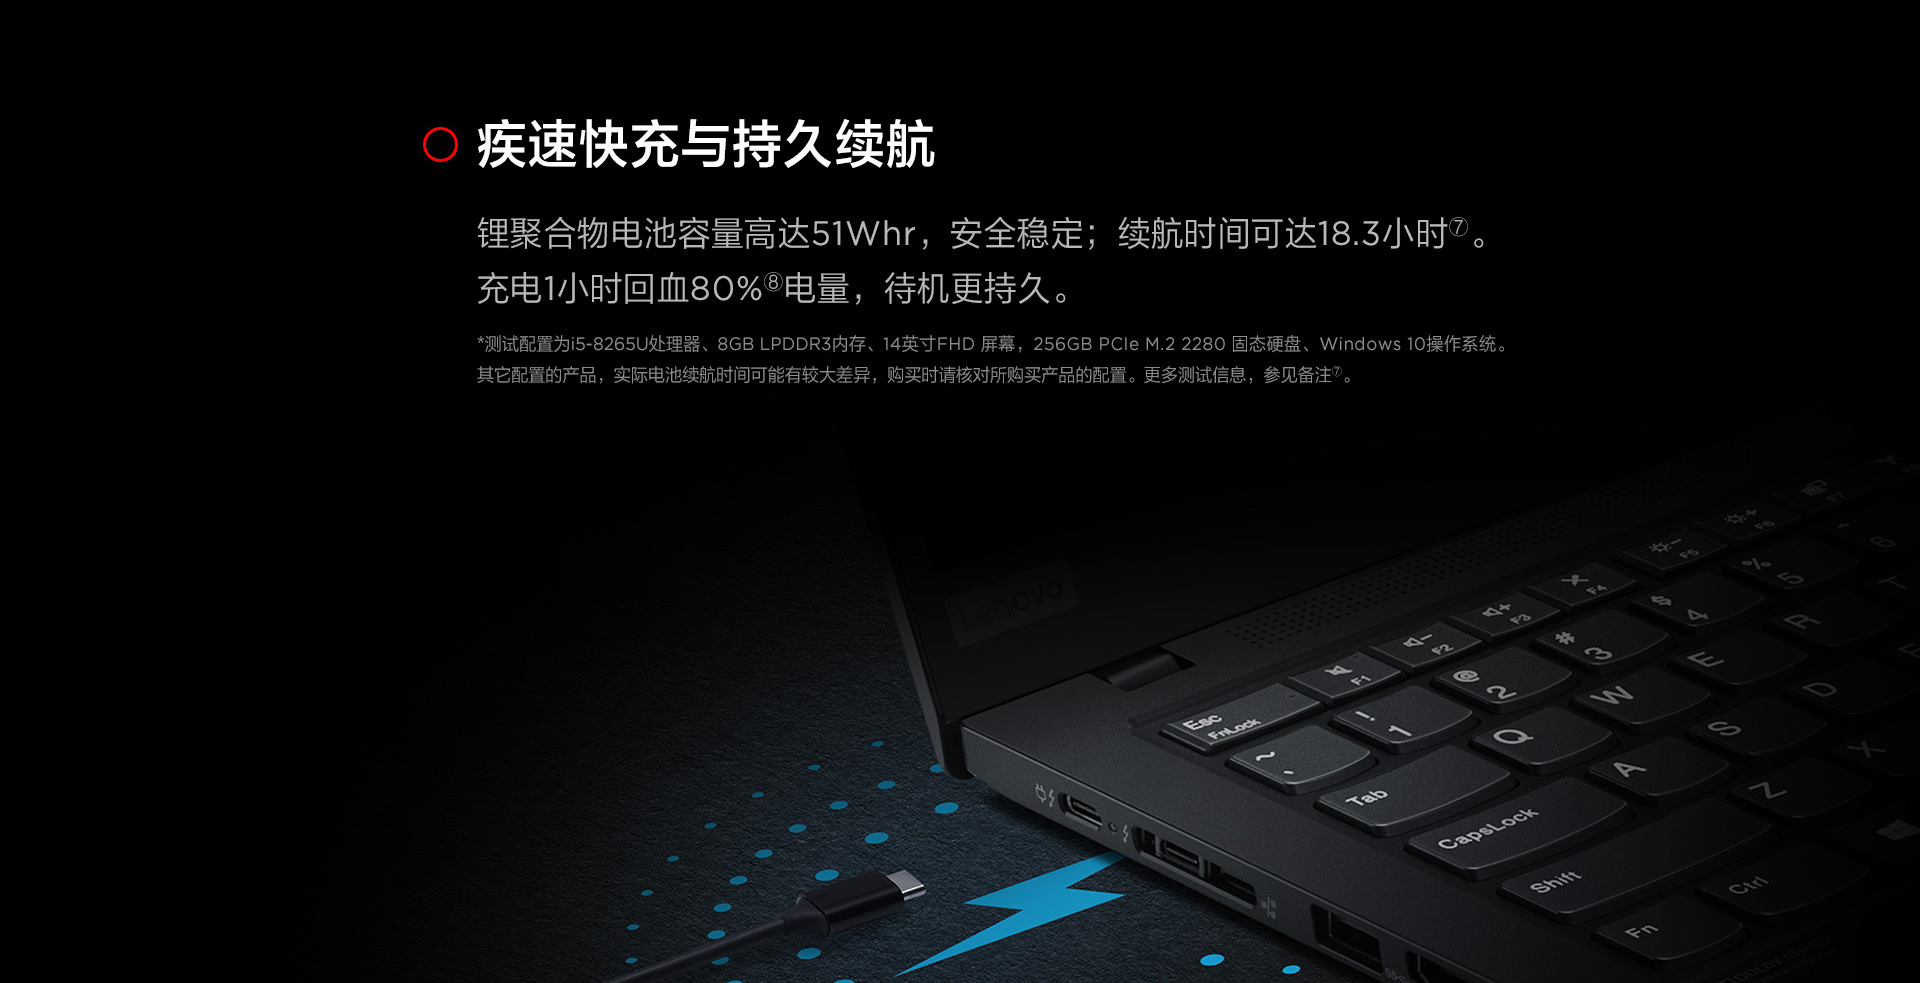 疾速快充与持久续航
锂聚合物电池容量高达51Whr，安全稳定；续航时间可达18.3小时⑦。
充电1小时回血80%⑧电量，待机更持久。
*测试配置为i5-8265U处理器、8GB LPDDR3内存、14英寸FHD 屏幕，256GB PCIe M.2 2280 固态硬盘、Windows 10操作系统。
其它配置的产品，实际电池续航时间可能有较大差异，购买时请核对所购买产品的配置。更多测试信息，参见备注⑦。
Lenovo
Esc FnLock F1 F2 F3 F4 F5 F6 F7
~ ` ! 1 @ 2 # 3 $ 4 % 5 ^ 6
Tab Q W E R T
CapsLock A S D F
Shift Z X
Fn Ctrl
DOLBY ATMOS